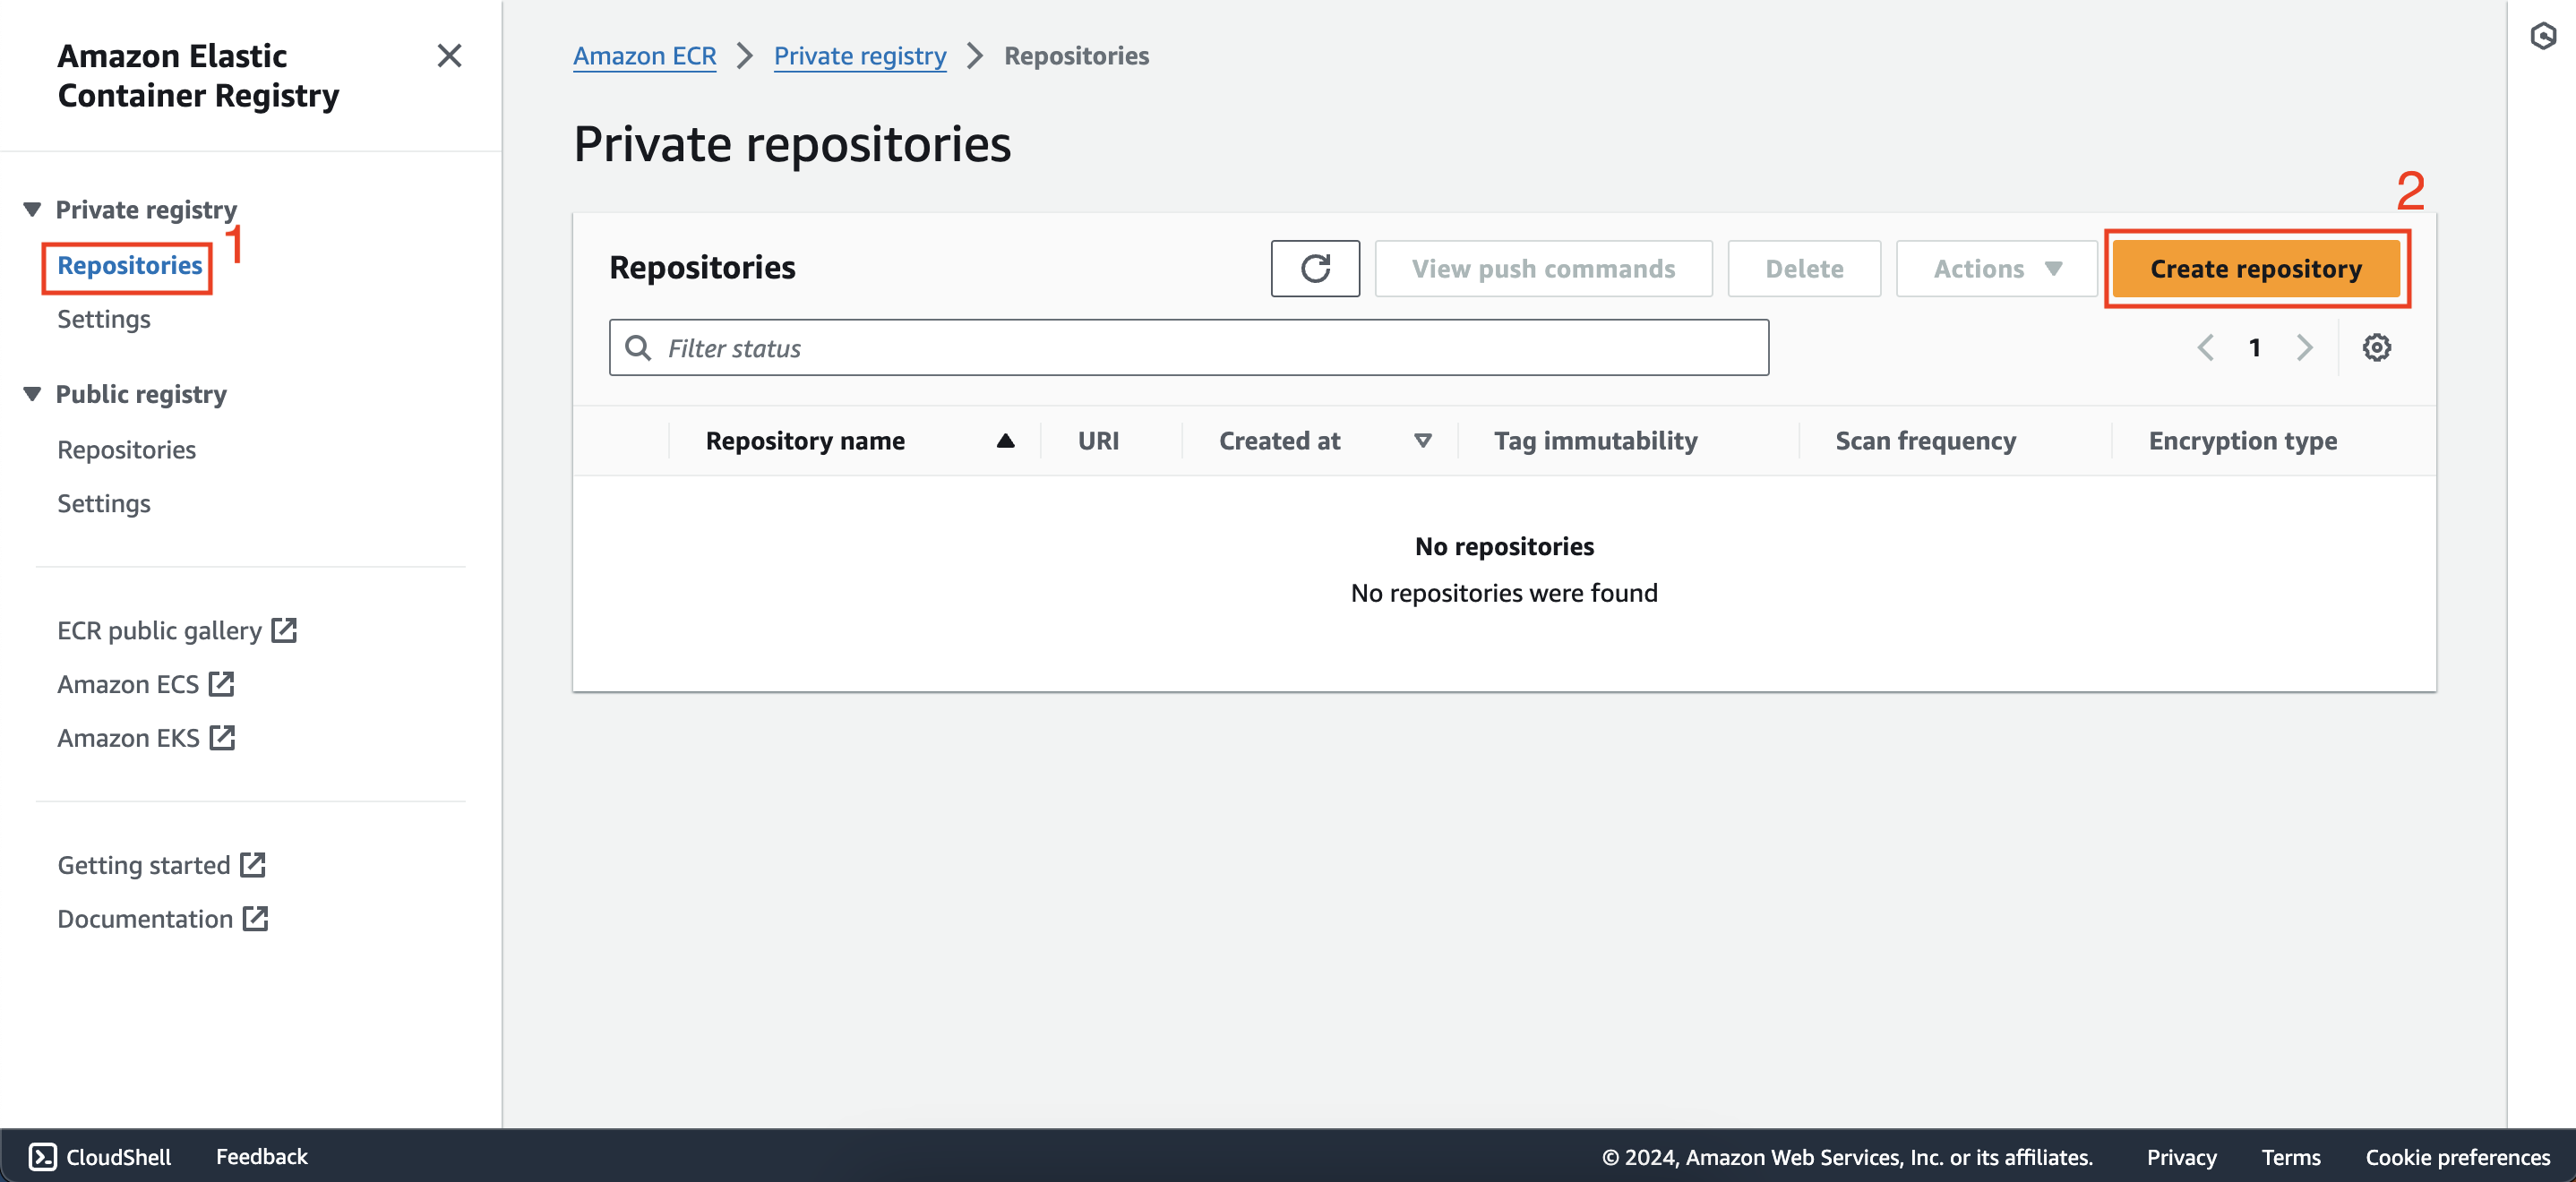 Amazon Elastic
Container Registry
Private registry
Repositories
1
Settings
Public registry
Repositories
Settings
ECR public gallery
Amazon ECS
Amazon EKS
Getting started
Documentation
Amazon ECR
Private registry
Repositories
Private repositories
2
Repositories
View push commands
Delete
Actions
Create repository
Filter status
1
Repository name
URI
Created at
Tag immutability
Scan frequency
Encryption type
No repositories
No repositories were found
CloudShell
Feedback
© 2024, Amazon Web Services, Inc. or its affiliates.
Privacy
Terms
Cookie preferences